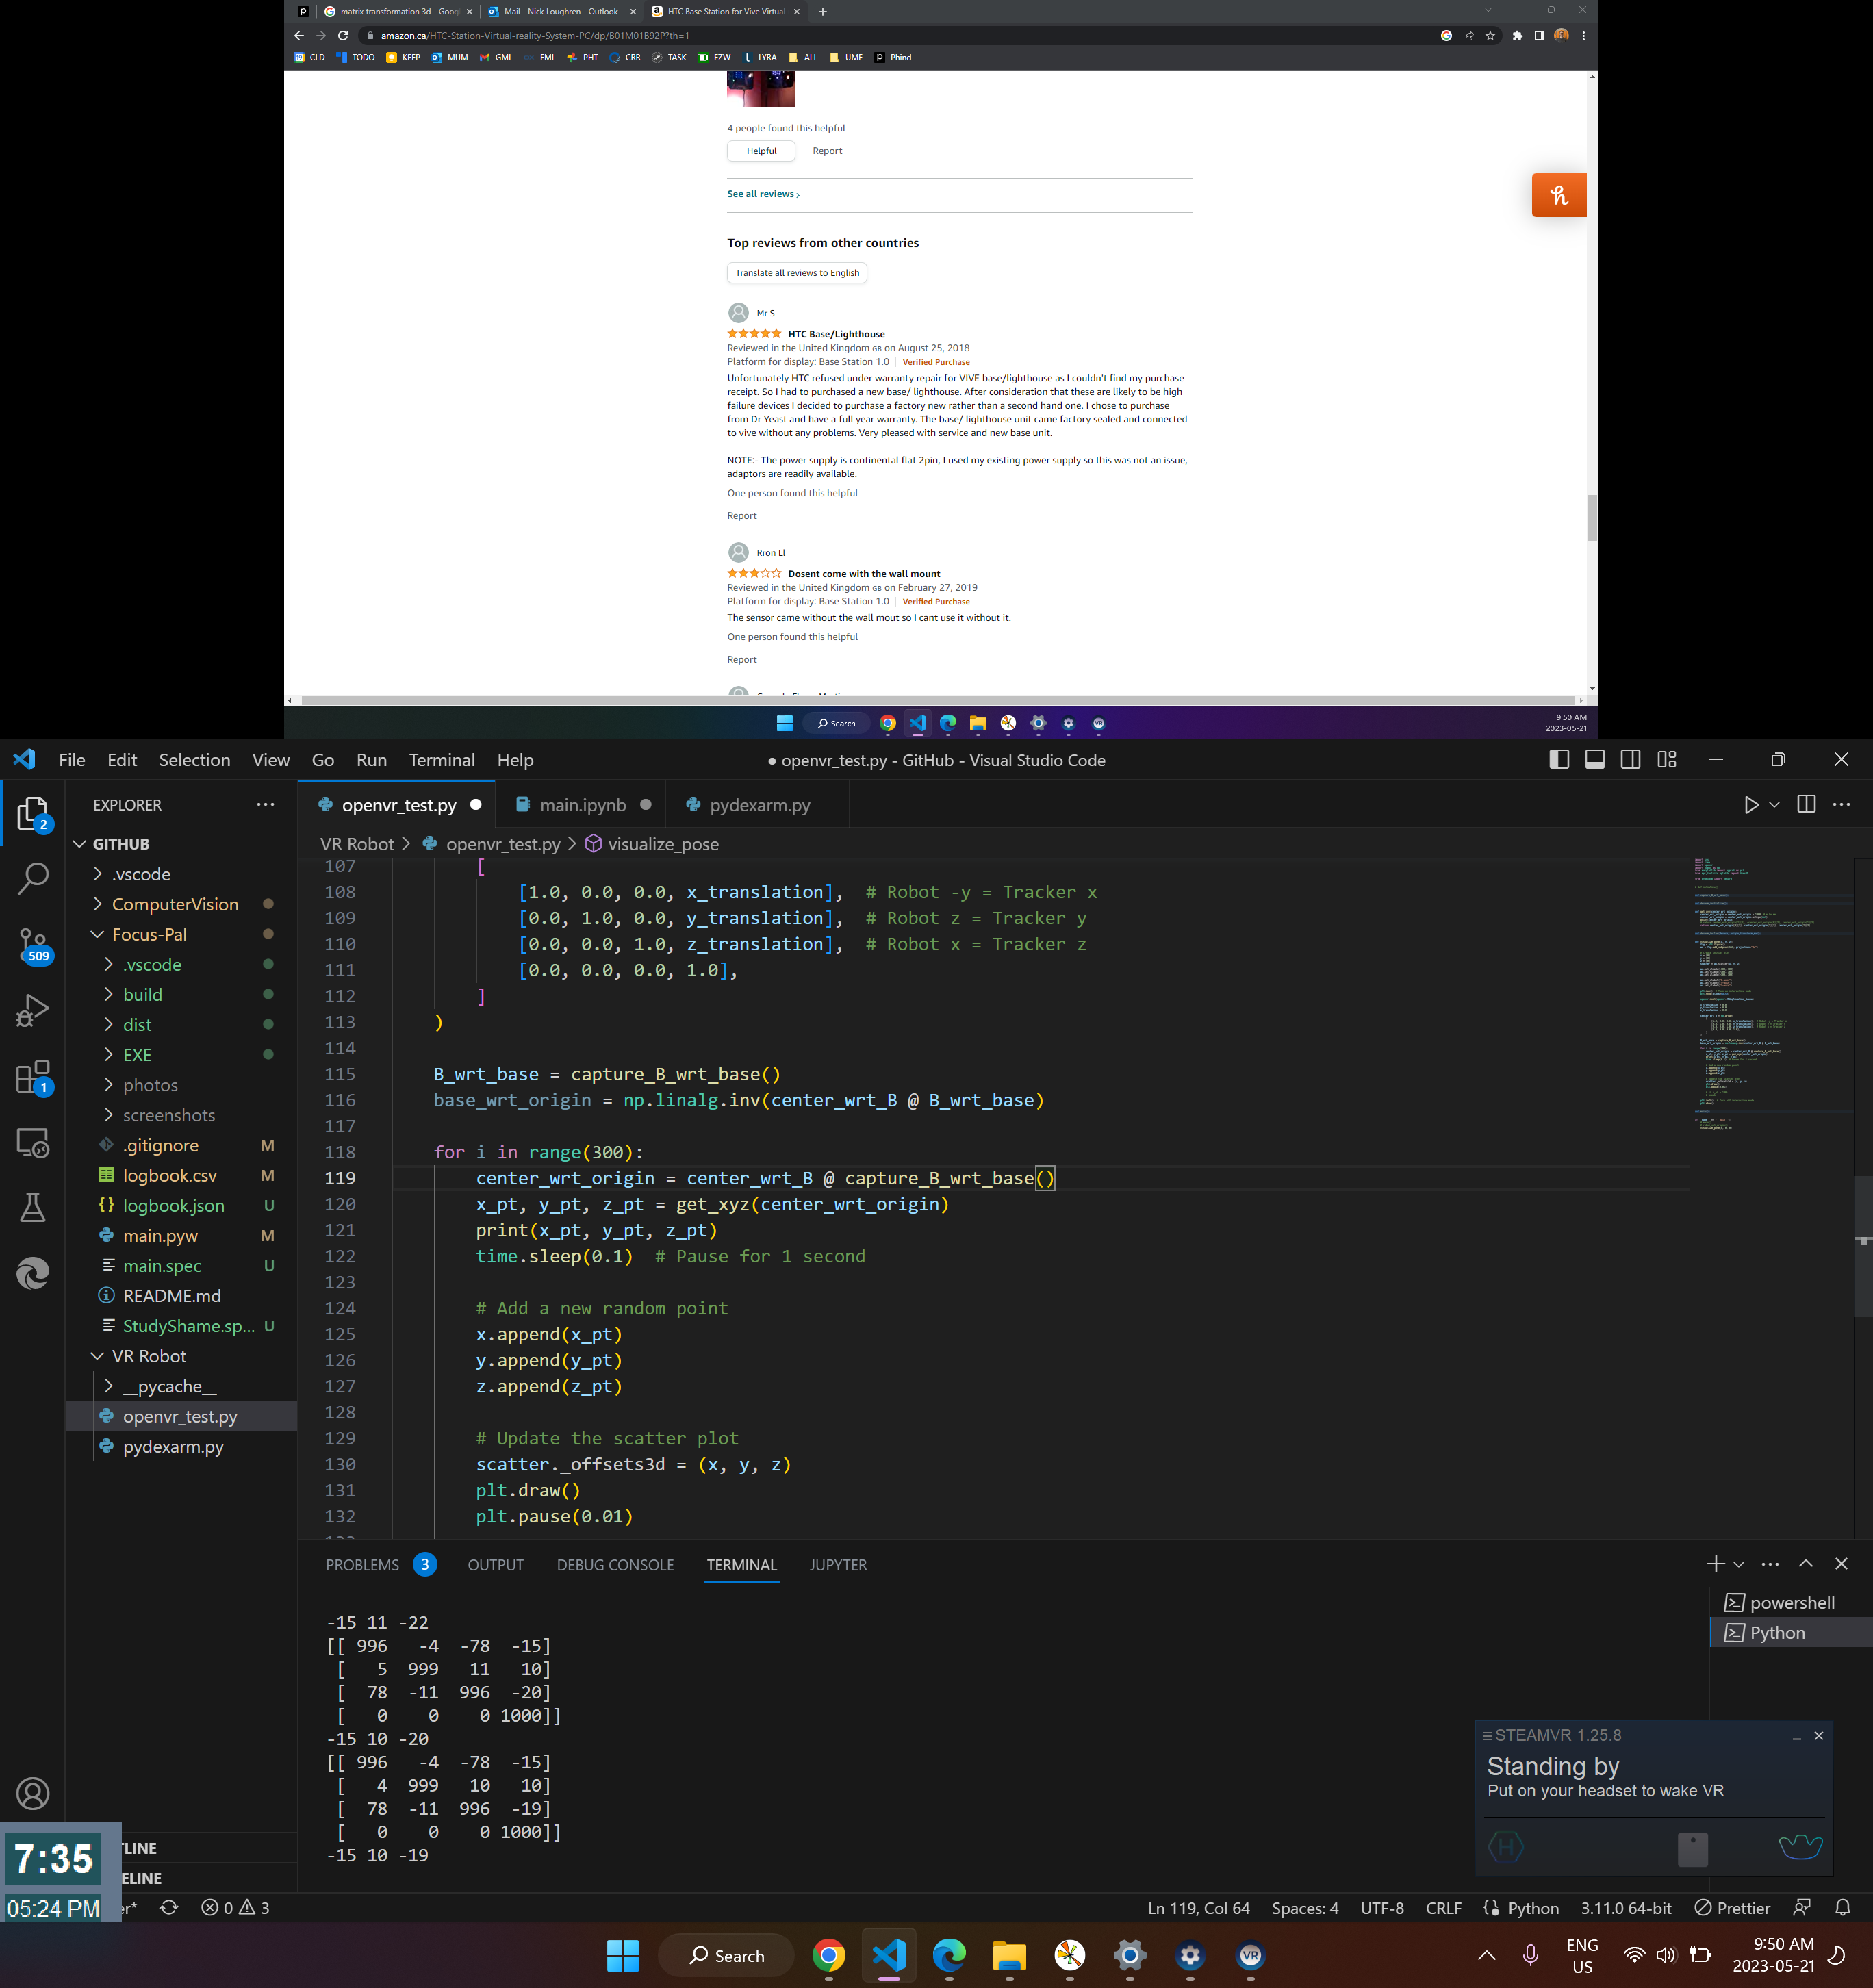 matrix transformation 3d - Goog
Mail - Nick Loughren - Outlook
HTC Base Station for Vive Virtual
amazon.ca/HTC-Station-Virtual-reality-System-PC/dp/B01M01B92P?th=1
CLD TODO KEEP MUM GML EML PHT CRR TASK EZW LYRA ALL UME Phind
4 people found this helpful
Helpful Report
See all reviews ›
Top reviews from other countries
Translate all reviews to English
Mr S
HTC Base/Lighthouse
Reviewed in the United Kingdom GB on August 25, 2018
Platform for display: Base Station 1.0 | Verified Purchase
Unfortunately HTC refused under warranty repair for VIVE base/lighthouse as I couldn't find my purchase
receipt. So I had to purchased a new base/ lighthouse. After consideration that these are likely to be high
failure devices I decided to purchase a factory new rather than a second hand one. I chose to purchase
from Dr Yeast and have a full year warranty. The base/ lighthouse unit came factory sealed and connected
to vive without any problems. Very pleased with service and new base unit.
NOTE:- The power supply is continental flat 2pin, I used my existing power supply so this was not an issue,
adaptors are readily available.
One person found this helpful
Report
Rron Ll
Dosent come with the wall mount
Reviewed in the United Kingdom GB on February 27, 2019
Platform for display: Base Station 1.0 | Verified Purchase
The sensor came without the wall mout so I cant use it without it.
One person found this helpful
Report
Search
9:50 AM
2023-05-21
File Edit Selection View Go Run Terminal Help
● openvr_test.py - GitHub - Visual Studio Code
EXPLORER
openvr_test.py ● main.ipynb ● pydexarm.py
VR Robot > openvr_test.py > visualize_pose
GITHUB
.vscode
ComputerVision
Focus-Pal
.vscode
build
dist
EXE
photos
screenshots
.gitignore M
logbook.csv M
logbook.json U
main.pyw M
main.spec U
README.md
StudyShame.sp... U
VR Robot
__pycache__
openvr_test.py
pydexarm.py
2
509
1
107 [
108 [1.0, 0.0, 0.0, x_translation], # Robot -y = Tracker x
109 [0.0, 1.0, 0.0, y_translation], # Robot z = Tracker y
110 [0.0, 0.0, 1.0, z_translation], # Robot x = Tracker z
111 [0.0, 0.0, 0.0, 1.0],
112 ]
113 )
114
115 B_wrt_base = capture_B_wrt_base()
116 base_wrt_origin = np.linalg.inv(center_wrt_B @ B_wrt_base)
117
118 for i in range(300):
119 center_wrt_origin = center_wrt_B @ capture_B_wrt_base()
120 x_pt, y_pt, z_pt = get_xyz(center_wrt_origin)
121 print(x_pt, y_pt, z_pt)
122 time.sleep(0.1) # Pause for 1 second
123
124 # Add a new random point
125 x.append(x_pt)
126 y.append(y_pt)
127 z.append(z_pt)
128
129 # Update the scatter plot
130 scatter._offsets3d = (x, y, z)
131 plt.draw()
132 plt.pause(0.01)
PROBLEMS 3 OUTPUT DEBUG CONSOLE TERMINAL JUPYTER
powershell
Python
-15 11 -22
[[ 996 -4 -78 -15]
[ 5 999 11 10]
[ 78 -11 996 -20]
[ 0 0 0 1000]]
-15 10 -20
[[ 996 -4 -78 -15]
[ 4 999 10 10]
[ 78 -11 996 -19]
[ 0 0 0 1000]]
-15 10 -19
STEAMVR 1.25.8
Standing by
Put on your headset to wake VR
TLINE
ELINE
7:35
05:24 PM
er* 0 3
Ln 119, Col 64 Spaces: 4 UTF-8 CRLF Python 3.11.0 64-bit Prettier
Search
ENG
US
9:50 AM
2023-05-21